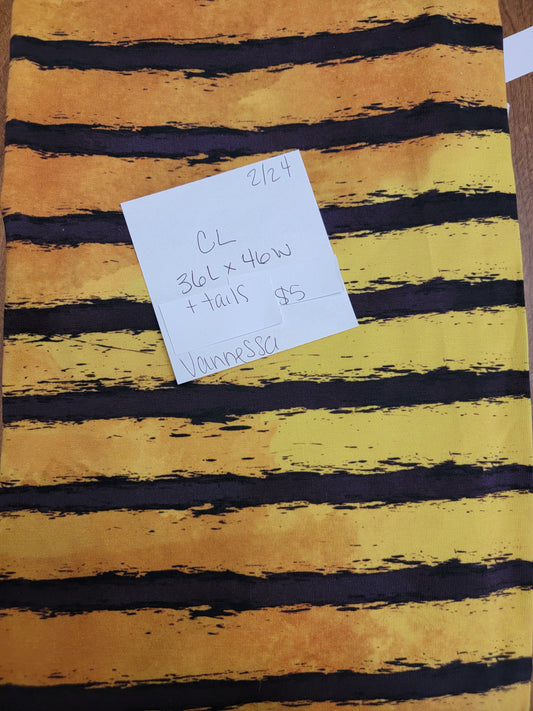 2/24
CL
36L x 46W
+ tails $5
Vannessa